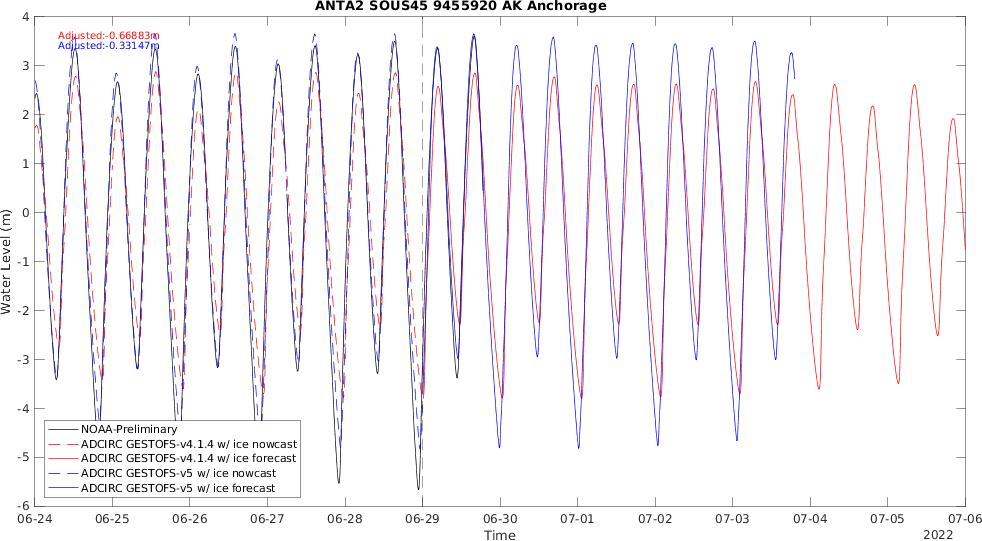 ANTA2 SOUS45 9455920 AK Anchorage
Adjusted:-0.66883m
Adjusted:-0.33147m
4
3
2
1
0
-1
-2
-3
-4
-5
-6
Water Level (m)
NOAA-Preliminary
ADCIRC GESTOFS-v4.1.4 w/ ice nowcast
ADCIRC GESTOFS-v4.1.4 w/ ice forecast
ADCIRC GESTOFS-v5 w/ ice nowcast
ADCIRC GESTOFS-v5 w/ ice forecast
06-24 06-25 06-26 06-27 06-28 06-29 06-30 07-01 07-02 07-03 07-04 07-05 07-06
Time
2022